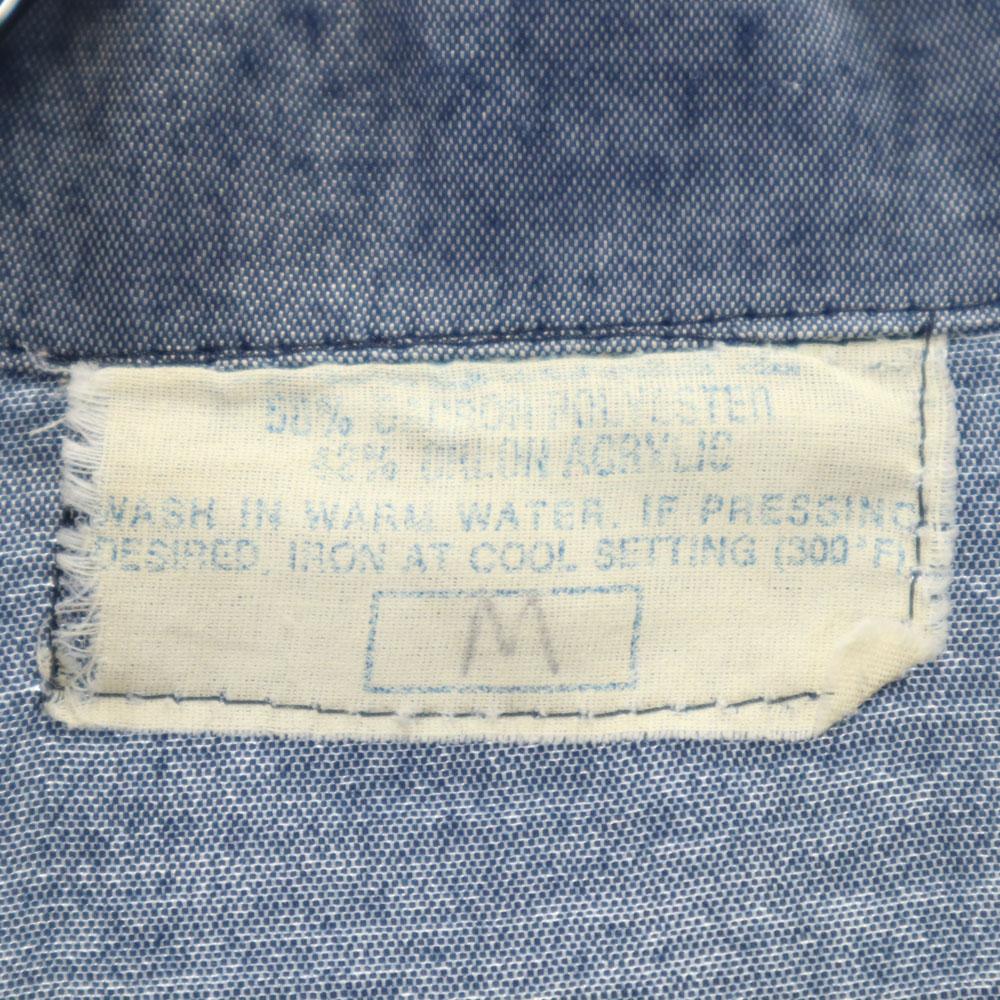 58% DACRON POLYESTER
42% ORLON ACRYLIC
WASH IN WARM WATER. IF PRESSING
DESIRED, IRON AT COOL SETTING (300°F)
M